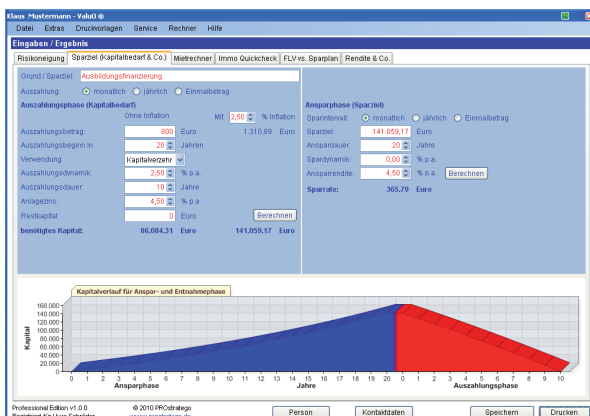 Klaus Mustermann - ValuO ®
Datei Extras Druckvorlagen Service Rechner Hilfe
Eingaben / Ergebnis
Risikoneigung Sparziel (Kapitalbedarf & Co.) Mietrechner Immo Quickcheck FLV vs. Sparplan Rendite & Co.
Grund / Sparziel: Ausbildungsfinanzierung
Auszahlung: monatlich jährlich Einmalbetrag
Auszahlungsphase (Kapitalbedarf)
Ohne Inflation Mit 2,50 % Inflation
Auszahlungsbetrag: 800 Euro 1.310,89 Euro
Auszahlungsbeginn in 20 Jahren
Verwendung Kapitalverzehr
Auszahlungsdynamik: 2,50 % p.a.
Auszahlungsdauer: 10 Jahre
Anlagezins: 4,50 % p.a.
Restkapital: 0 Euro Berechnen
benötigtes Kapital: 86.084,31 Euro 141.059,17 Euro
Ansparphase (Sparziel)
Sparintervall: monatlich jährlich Einmalbetrag
Sparziel: 141.059,17 Euro
Anspardauer: 20 Jahre
Spardynamik: 0,00 % p.a.
Ansparrendite: 4,50 % p.a. Berechnen
Sparrate: 365,79 Euro
Kapitalverlauf für Anspar- und Entnahmephase
Kapital
160.000
140.000
120.000
100.000
80.000
60.000
40.000
20.000
0
0 1 2 3 4 5 6 7 8 9 10 11 12 13 14 15 16 17 18 19 20 0 1 2 3 4 5 6 7 8 9 10
Ansparphase Jahre Auszahlungsphase
Professional Edition v1.0.0 © 2010 PROstratego
Person Kontaktdaten Speichern Drucken